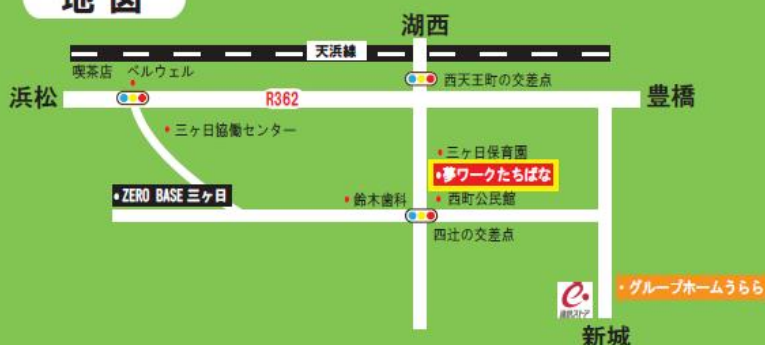 地図
湖西
天浜線
喫茶店 ベルウェル
西天王町の交差点
浜松
R362
豊橋
三ヶ日協働センター
三ヶ日保育園
夢ワークたちばな
ZERO BASE 三ヶ日
鈴木歯科
西町公民館
四辻の交差点
グループホームうらら
新城